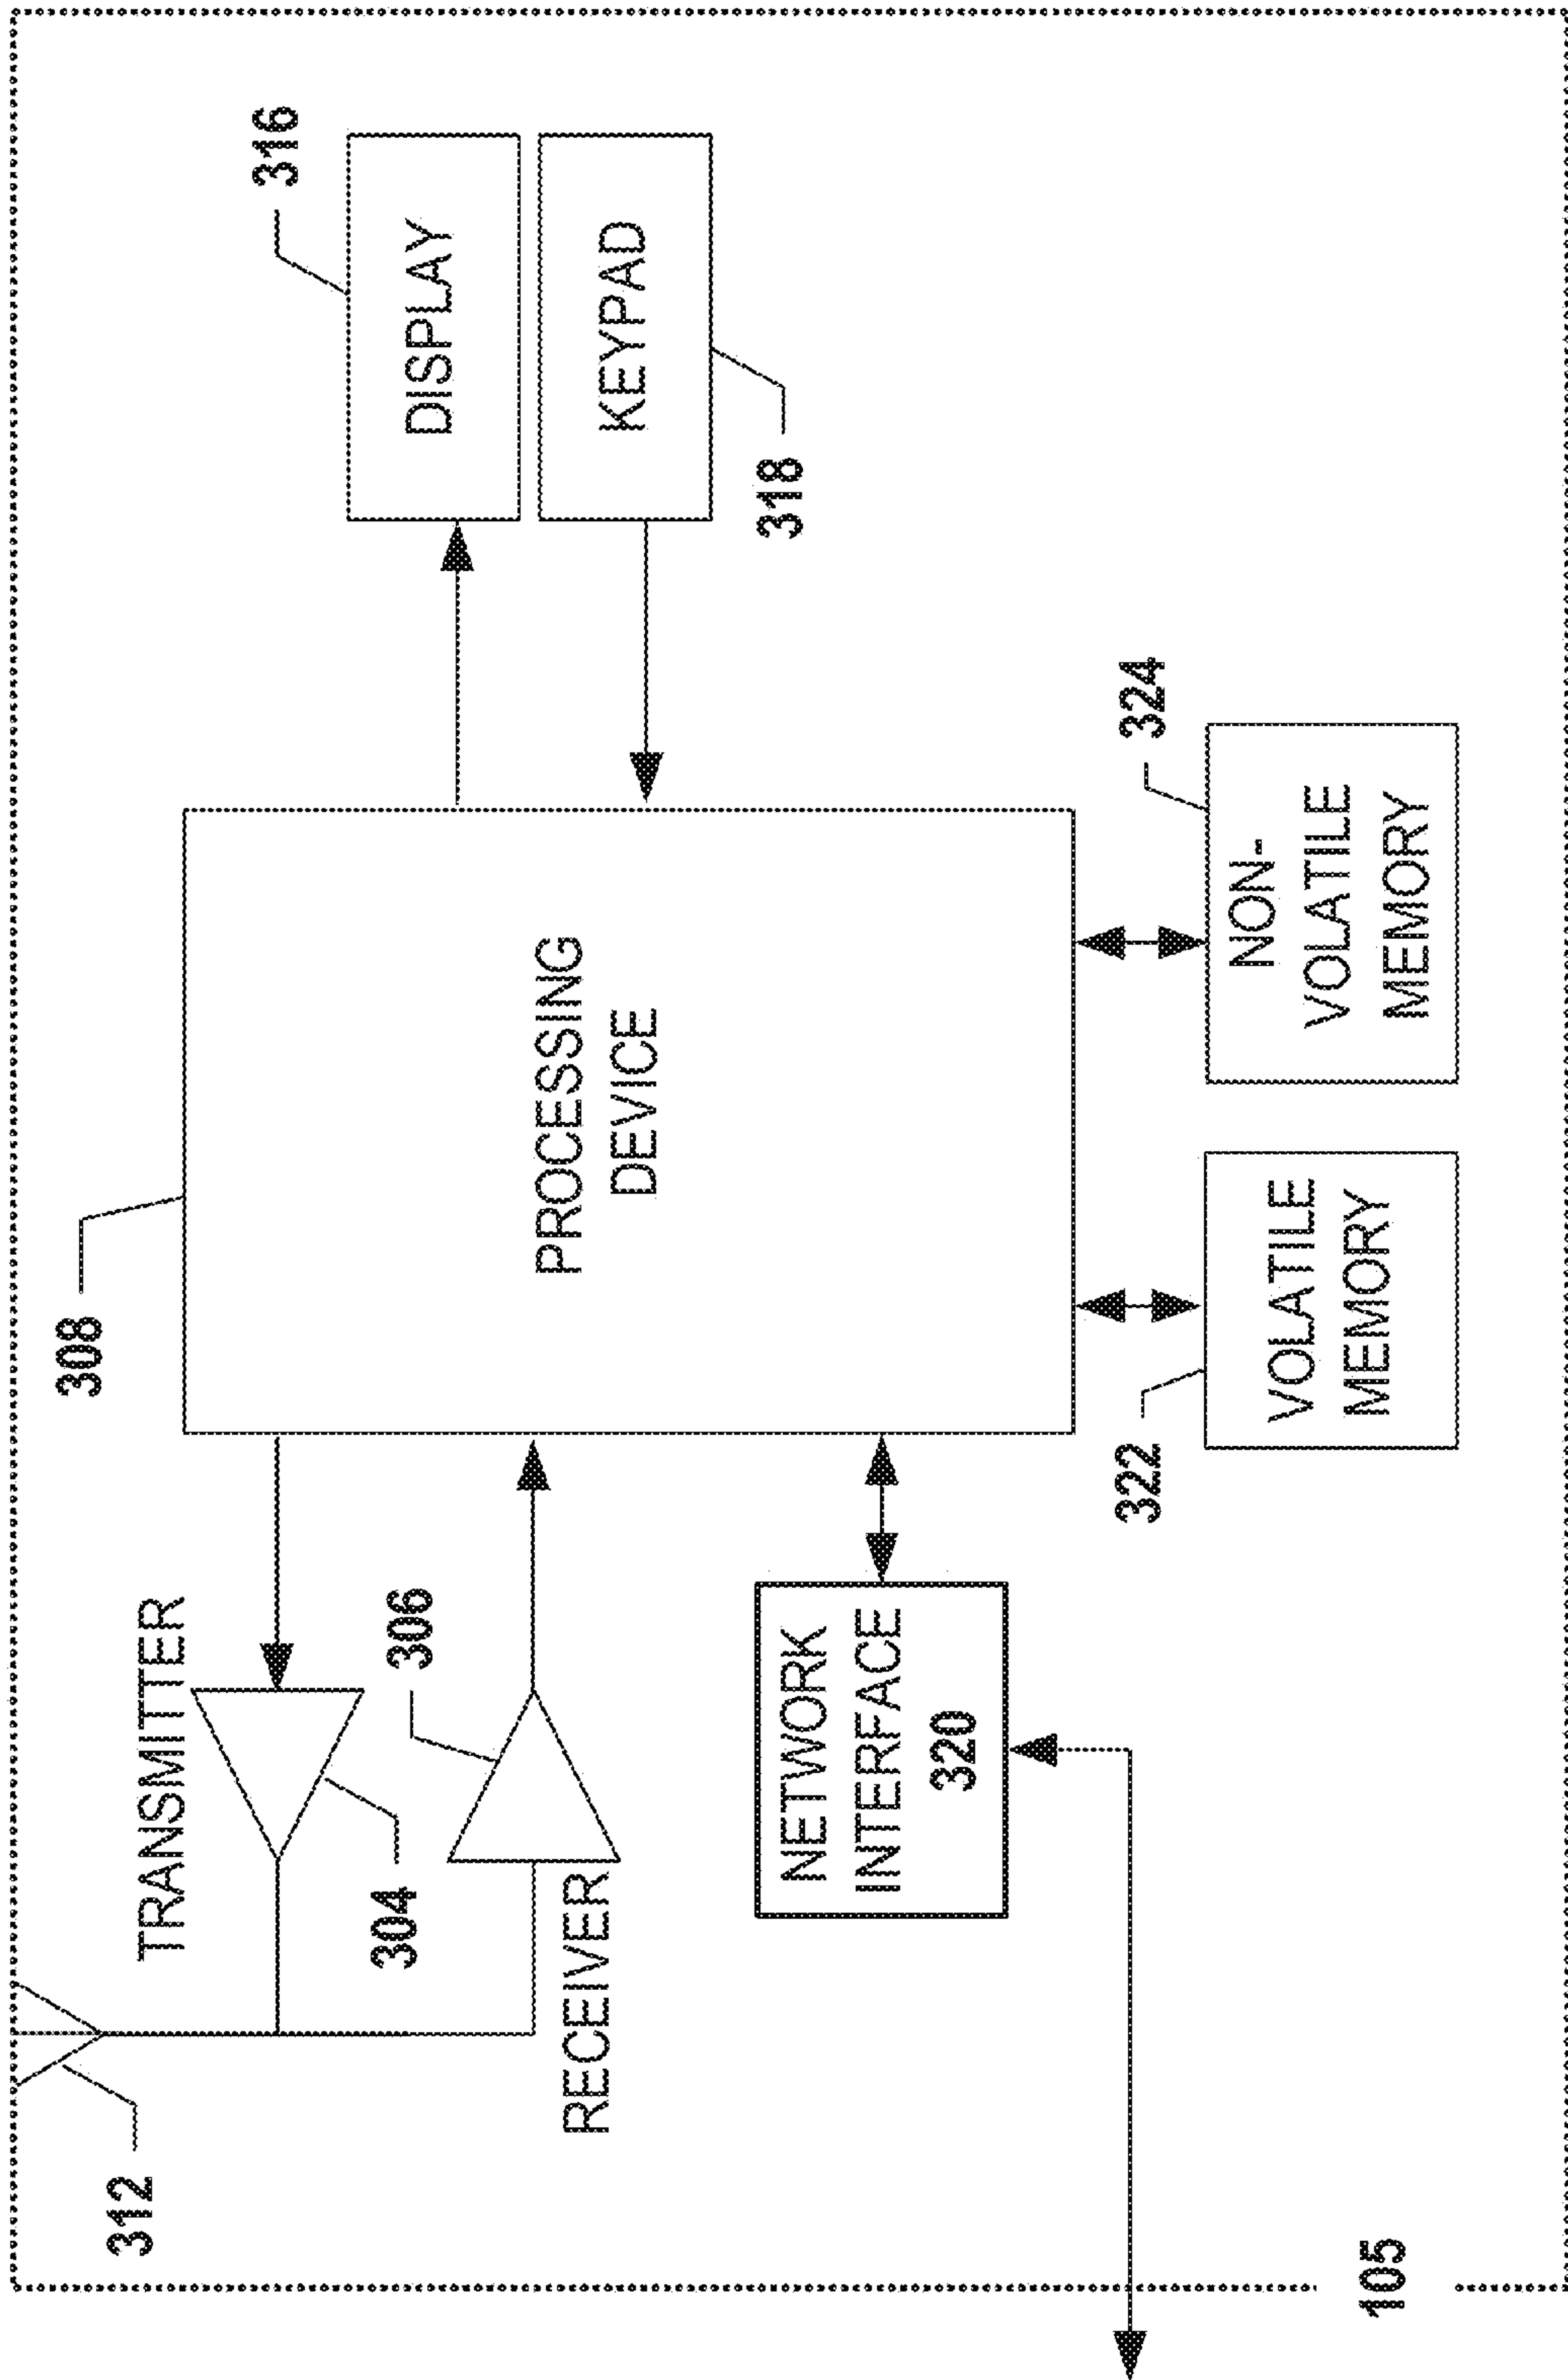 312
TRANSMITTER
304
306
RECEIVER
308
PROCESSING
DEVICE
316
DISPLAY
KEYPAD
318
NETWORK
INTERFACE
320
322
VOLATILE
MEMORY
324
NON-
VOLATILE
MEMORY
105